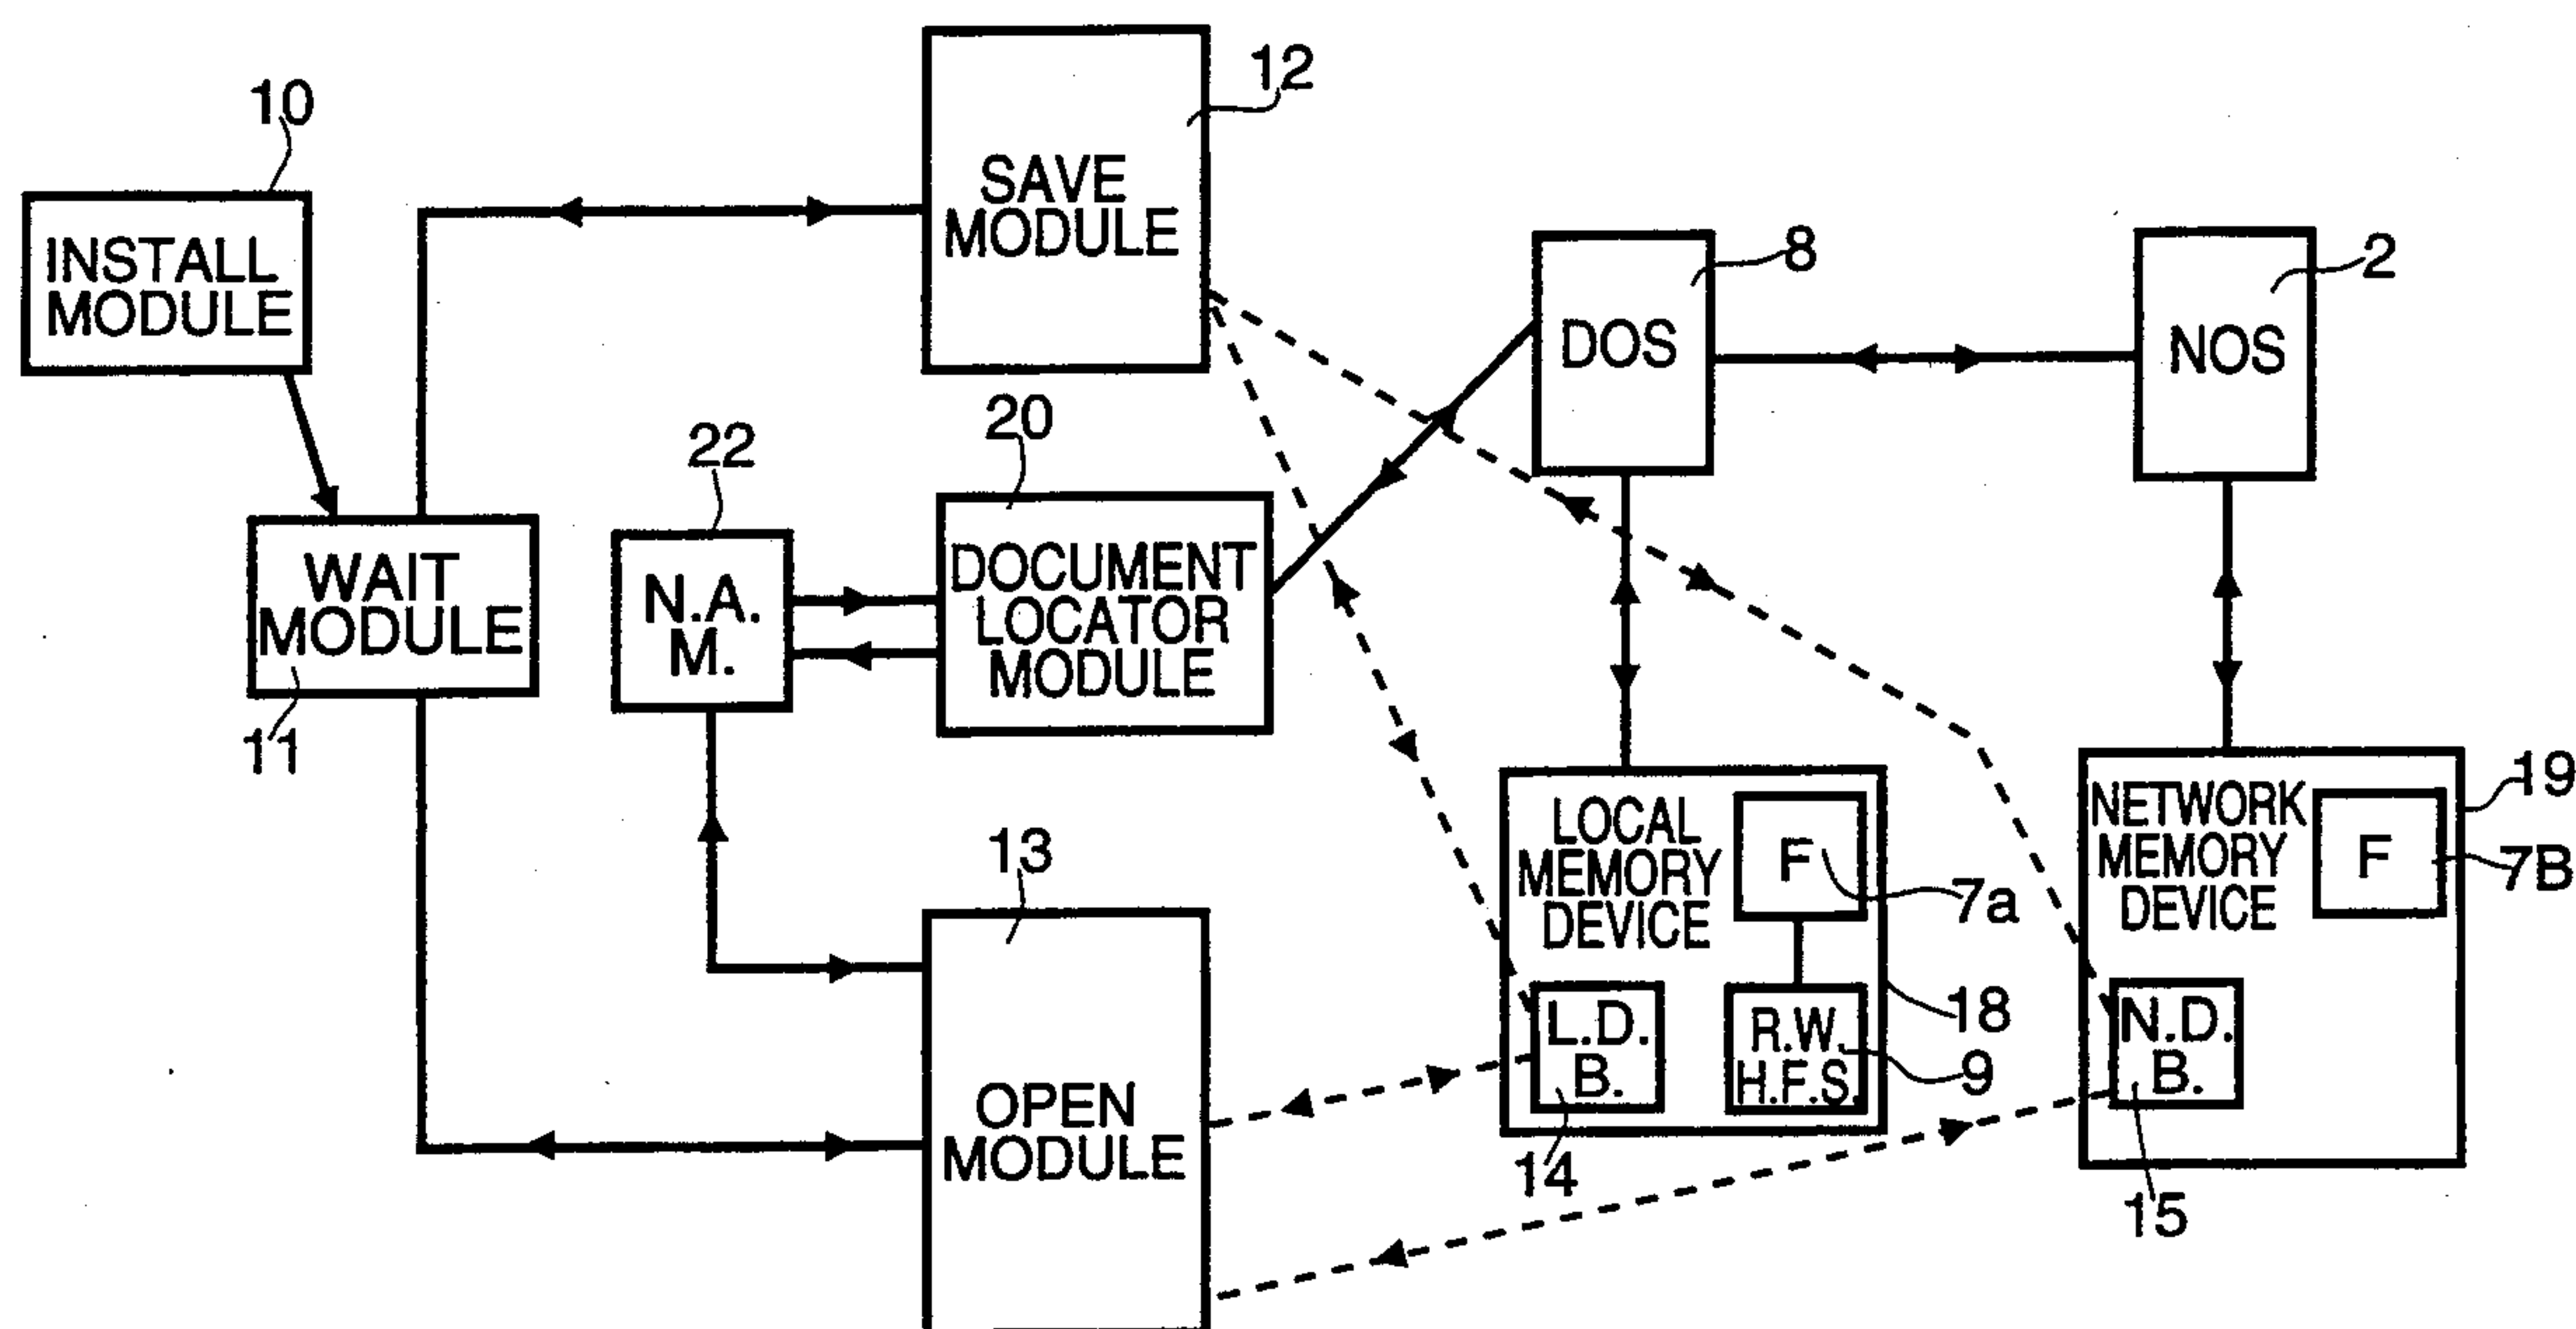 10
INSTALL
MODULE
12
SAVE
MODULE
8
DOS
2
NOS
WAIT
MODULE
11
22
N.A.
M.
20
DOCUMENT
LOCATOR
MODULE
13
OPEN
MODULE
LOCAL
MEMORY
DEVICE
F
7a
18
L.D.
B.
14
R.W.
H.F.S.
9
NETWORK
MEMORY
DEVICE
F
19
7B
N.D.
B.
15